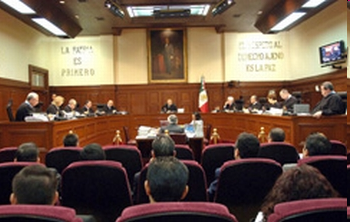 LA PATRIA
ES
PRIMERO
EL RESPETO AL
DERECHO AJENO
ES LA PAZ